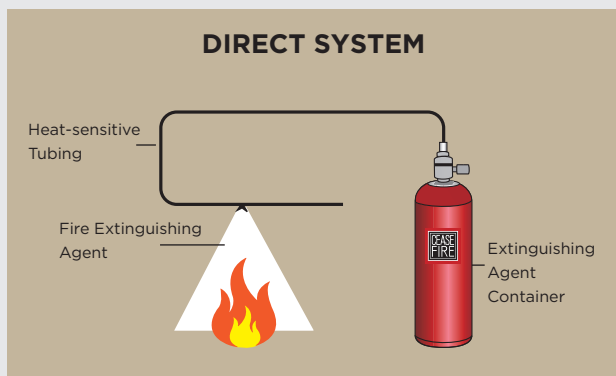 DIRECT SYSTEM
Heat-sensitive
Tubing
Fire Extinguishing
Agent
CEASE
FIRE
Extinguishing
Agent
Container